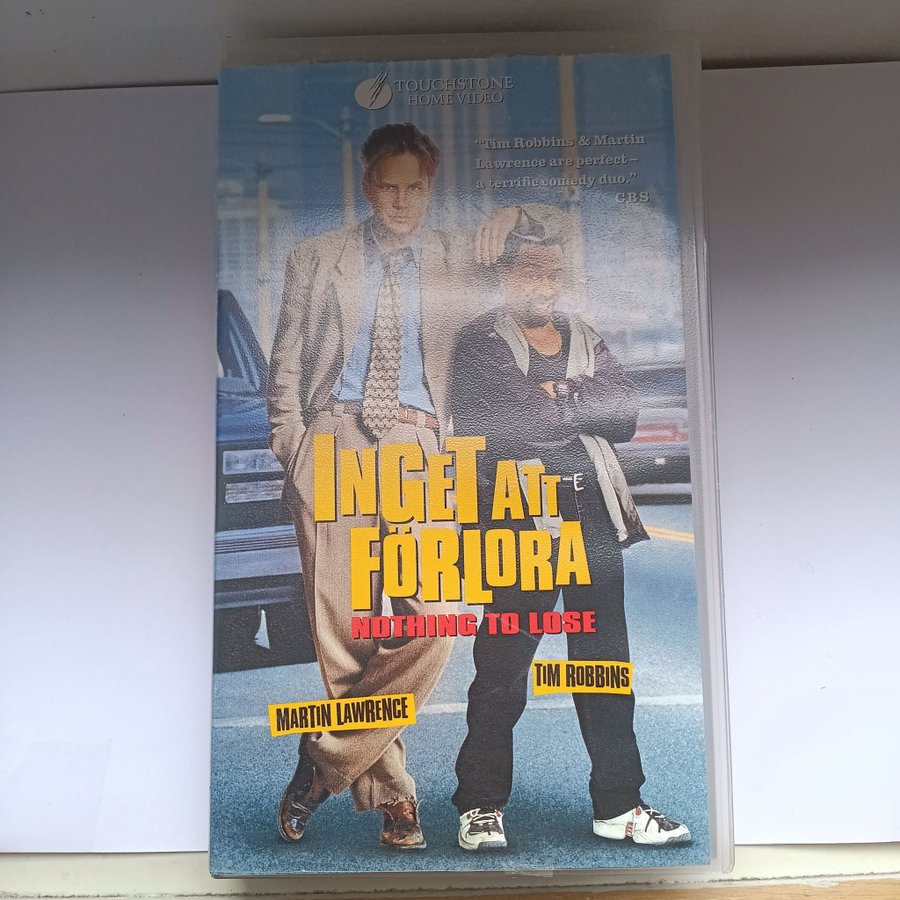 TOUCHSTONE
HOME VIDEO
"Tim Robbins & Martin
Lawrence are perfect –
a terrific comedy duo."
CBS
INGET ATT
FÖRLORA
NOTHING TO LOSE
TIM ROBBINS
MARTIN LAWRENCE